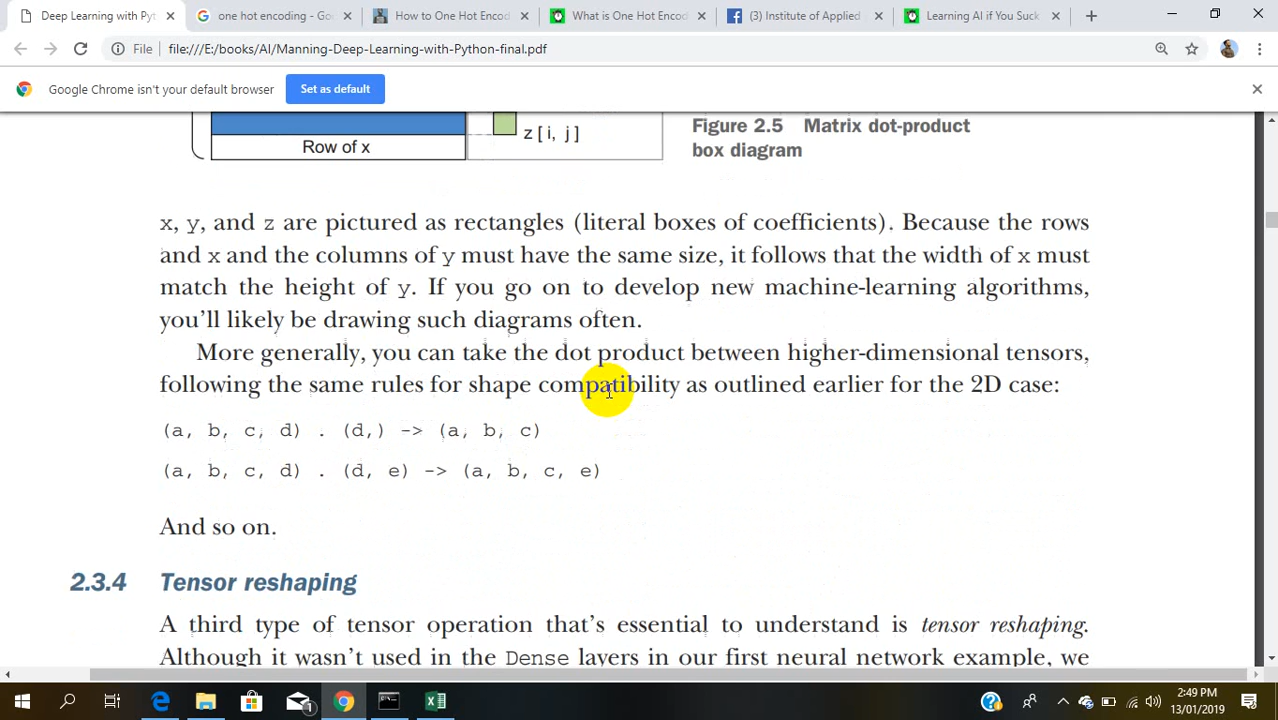 Deep Learning with Pyt
one hot encoding - Go
How to One Hot Encod
What is One Hot Encod
(3) Institute of Applied
Learning AI if You Suck
File
file:///E:/books/AI/Manning-Deep-Learning-with-Python-final.pdf
Google Chrome isn't your default browser
Set as default
Row of x
z [ i, j ]
Figure 2.5 Matrix dot-product
box diagram
x, y, and z are pictured as rectangles (literal boxes of coefficients). Because the rows
and x and the columns of y must have the same size, it follows that the width of x must
match the height of y. If you go on to develop new machine-learning algorithms,
you'll likely be drawing such diagrams often.
More generally, you can take the dot product between higher-dimensional tensors,
following the same rules for shape compatibility as outlined earlier for the 2D case:
(a, b, c, d) . (d,) -> (a, b, c)
(a, b, c, d) . (d, e) -> (a, b, c, e)
And so on.
2.3.4 Tensor reshaping
A third type of tensor operation that's essential to understand is tensor reshaping.
Although it wasn't used in the Dense layers in our first neural network example, we
1
2:49 PM
13/01/2019